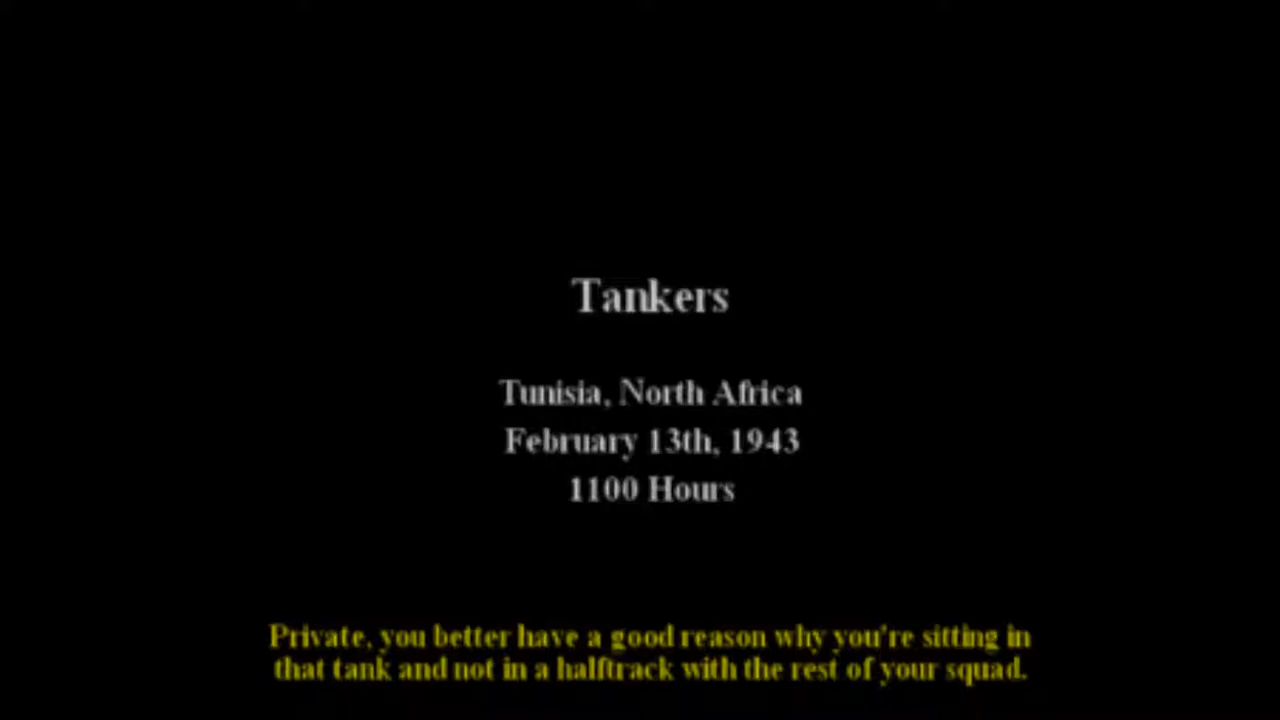 Tankers
Tunisia, North Africa
February 13th, 1943
1100 Hours
Private, you better have a good reason why you're sitting in
that tank and not in a halftrack with the rest of your squad.